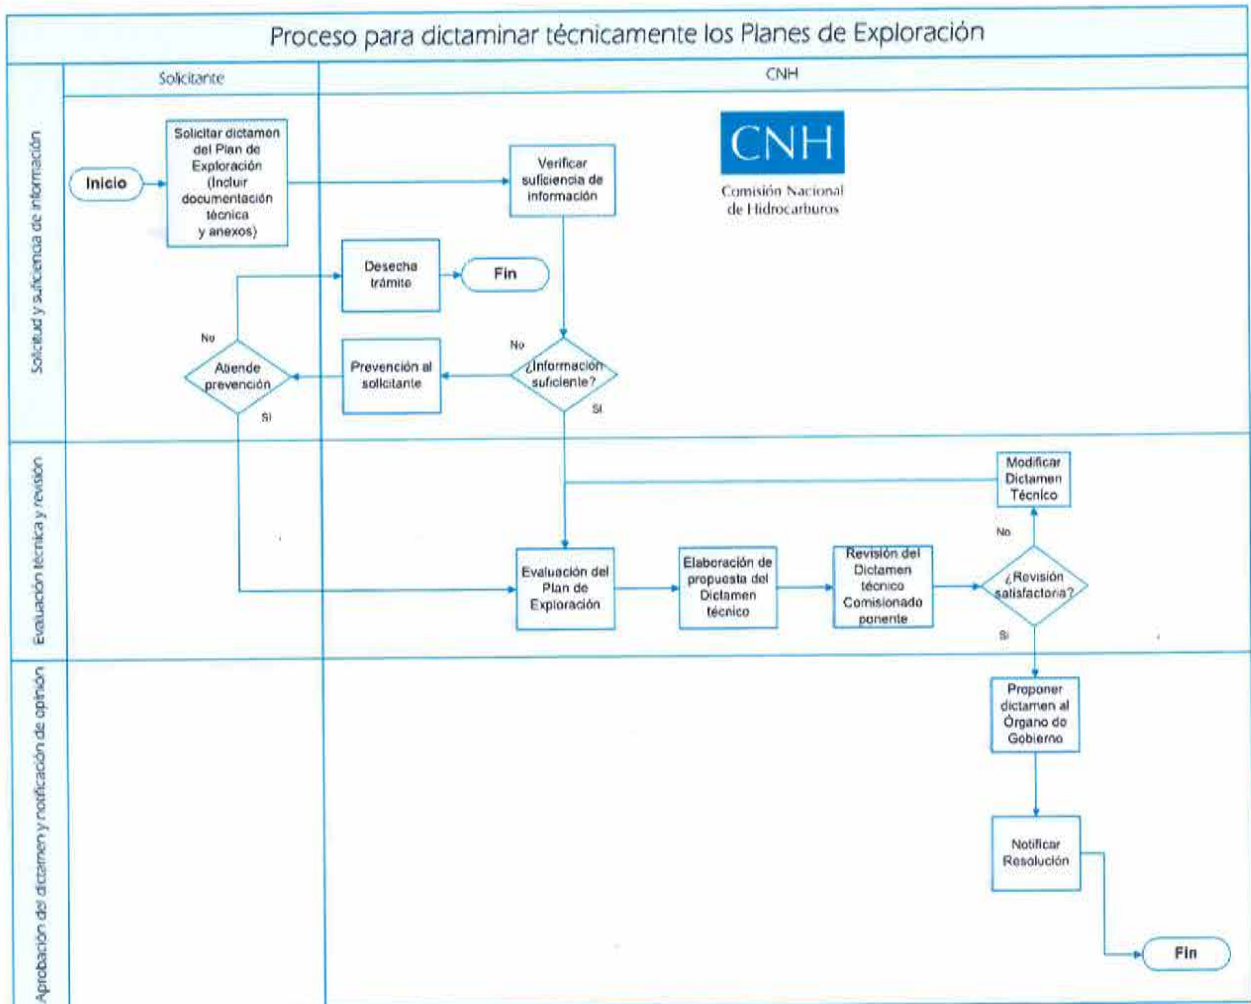 Proceso para dictaminar técnicamente los Planes de Exploración
Solicitante
CNH
Solicitud y suficiencia de información
Inicio
Solicitar dictamen
del Plan de
Exploración
(Incluir
documentación
técnica
y anexos)
Verificar
suficiencia de
información
CNH
Comisión Nacional
de Hidrocarburos
Desecha
trámite
Fin
No
Atiende
prevención
Si
Prevención al
solicitante
No
¿Información
suficiente?
Si
Evaluación técnica y revisión
Modificar
Dictamen
Técnico
No
Evaluación del
Plan de
Exploración
Elaboración de
propuesta del
Dictamen
técnico
Revisión del
Dictamen
técnico
Comisionado
ponente
¿Revisión
satisfactoria?
Si
Aprobación del dictamen y notificación de opinión
Proponer
dictamen al
Órgano de
Gobierno
Notificar
Resolución
Fin